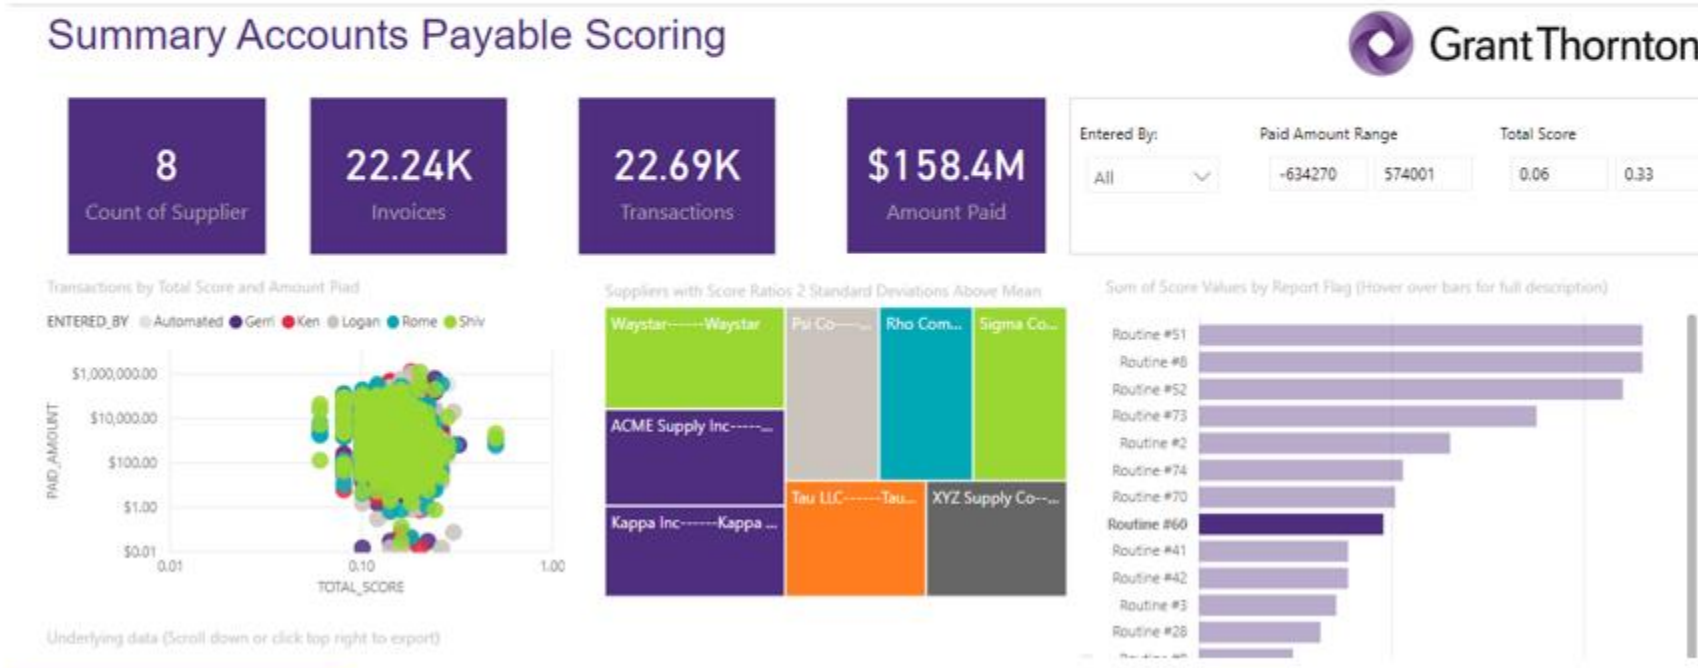 Summary Accounts Payable Scoring
Grant Thornton
8
Count of Supplier
22.24K
Invoices
22.69K
Transactions
$158.4M
Amount Paid
Entered By:
All
Paid Amount Range
-634270
574001
Total Score
0.06
0.33
Transactions by Total Score and Amount Piad
ENTERED_BY Automated Gerri Ken Logan Rome Shiv
PAID_AMOUNT
$1,000,000.00
$10,000.00
$100.00
$1.00
$0.01
0.01
0.10
1.00
TOTAL_SCORE
Suppliers with Score Ratios 2 Standard Deviations Above Mean
Waystar------Waystar
ACME Supply Inc-----...
Kappa Inc------Kappa ...
Psi Co----...
Rho Com...
Sigma Co...
Tau LLC------Tau...
XYZ Supply Co--...
Sum of Score Values by Report Flag (Hover over bars for full description)
Routine #51
Routine #8
Routine #52
Routine #73
Routine #2
Routine #74
Routine #70
Routine #60
Routine #41
Routine #42
Routine #3
Routine #28
Underlying data (Scroll down or click top right to export)